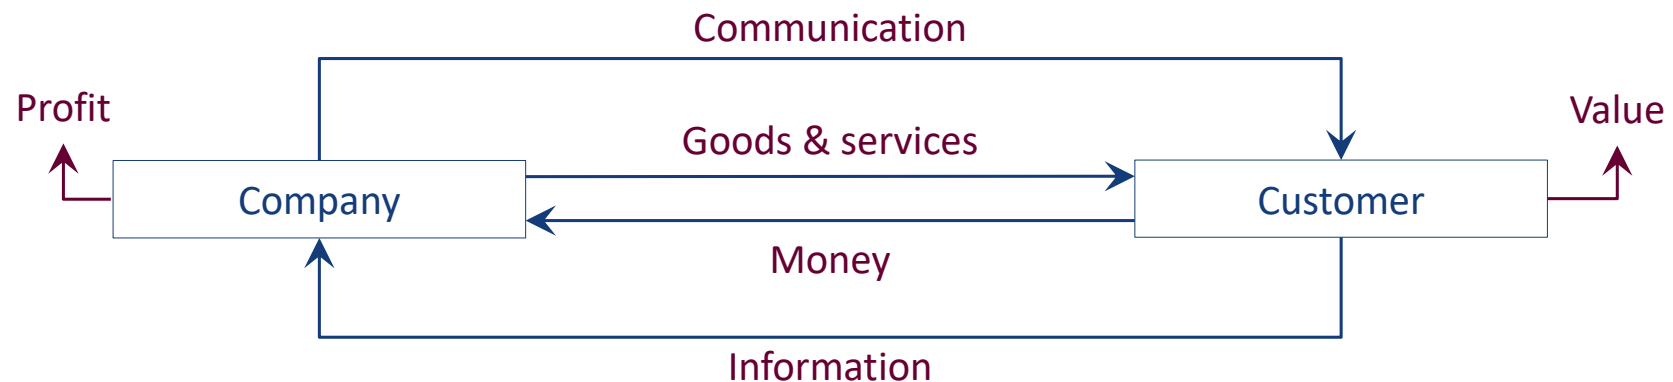 Communication
Profit
Value
Goods & services
Company
Customer
Money
Information